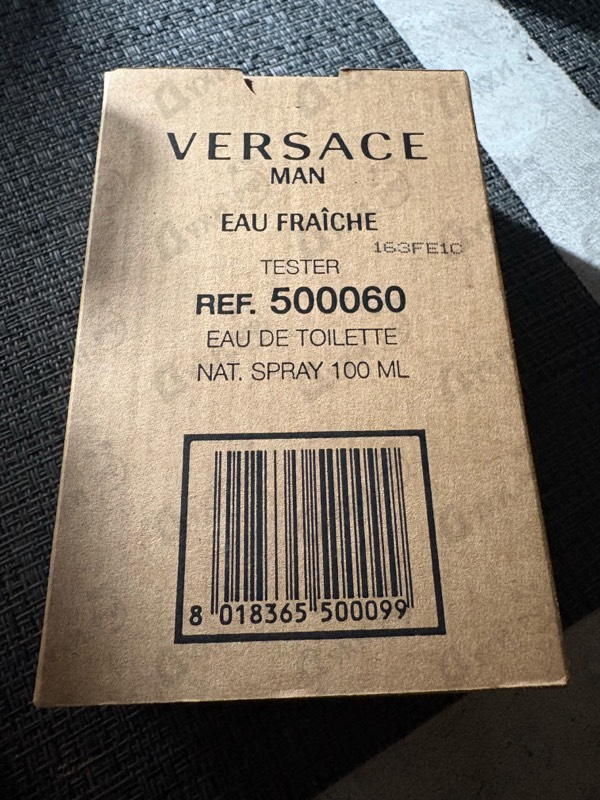 VERSACE
MAN
EAU FRAÎCHE
163FE1C
TESTER
REF. 500060
EAU DE TOILETTE
NAT. SPRAY 100 ML
8 018365 500099